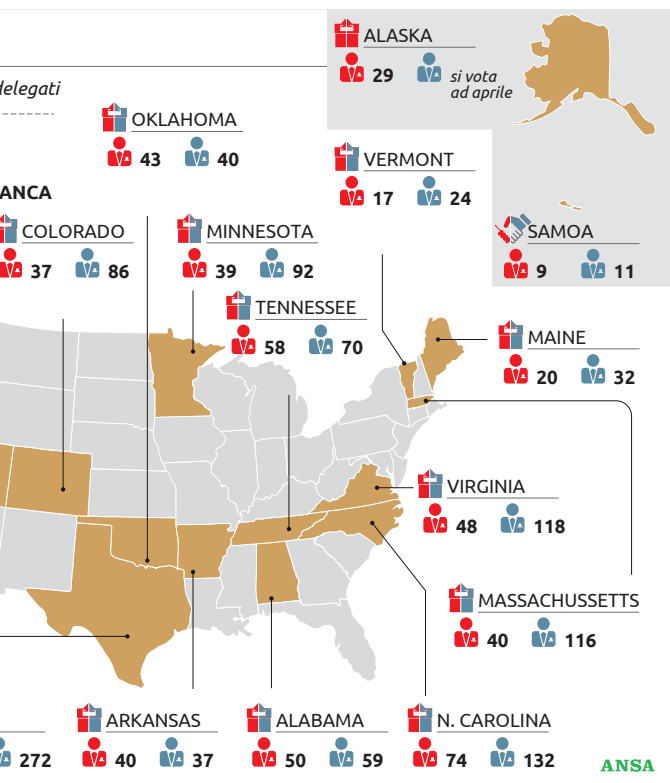 ALASKA
29
si vota
ad aprile
delegati
OKLAHOMA
43 40
VERMONT
17 24
ANCA
COLORADO
37 86
MINNESOTA
39 92
SAMOA
9 11
TENNESSEE
58 70
MAINE
20 32
VIRGINIA
48 118
MASSACHUSSETTS
40 116
272
ARKANSAS
40 37
ALABAMA
50 59
N. CAROLINA
74 132
ANSA